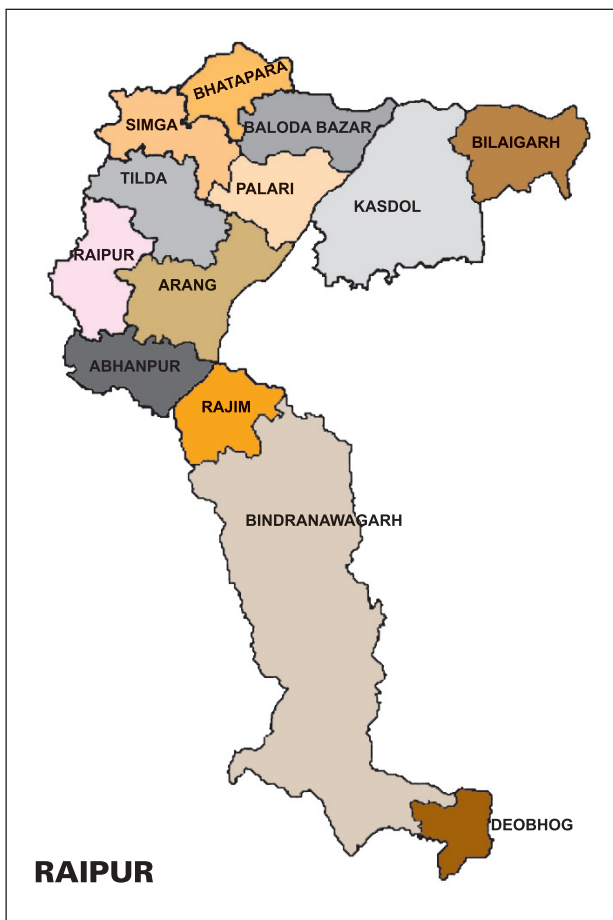 BHATAPARA
SIMGA
BALODA BAZAR
BILAIGARH
TILDA
PALARI
KASDOL
RAIPUR
ARANG
ABHANPUR
RAJIM
BINDRANAWAGARH
DEOBHOG
RAIPUR